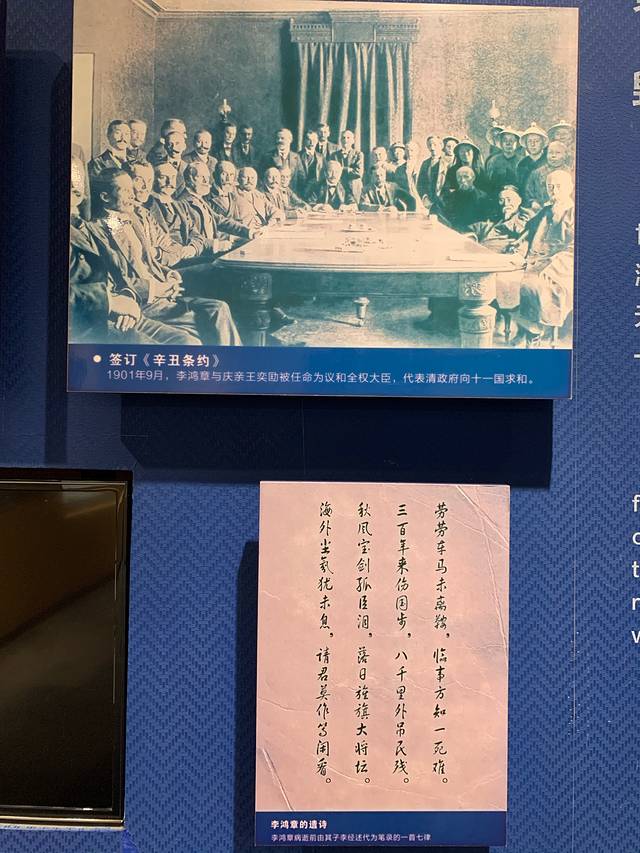 签订《辛丑条约》
1901年9月，李鸿章与庆亲王奕劻被任命为议和全权大臣，代表清政府向十一国求和。
劳劳车马未离鞍，临事方知一死难。
三百年来伤国步，八千里外吊民残。
秋风宝剑孤臣泪，落日旌旗大将坛。
海外尘氛犹未息，请君莫作等闲看。
李鸿章的遗诗
李鸿章病逝前由其子李经述代为笔录的一首七律